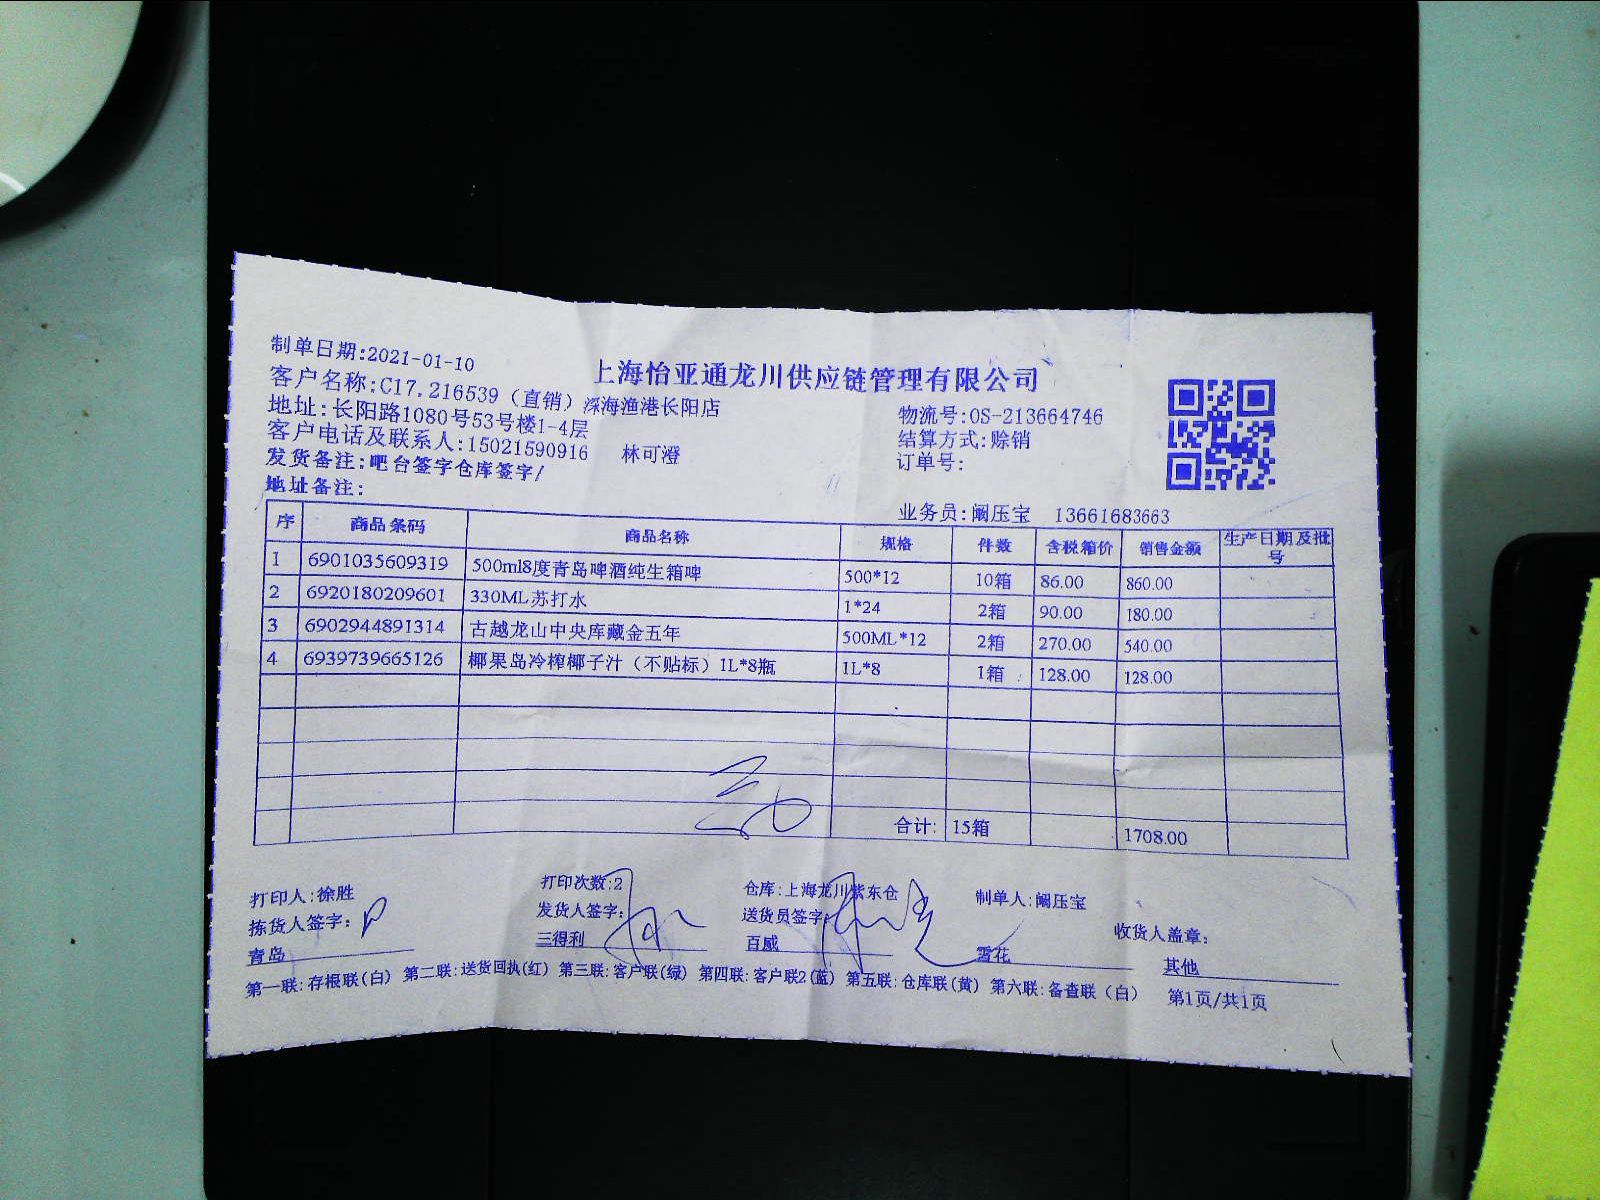 制单日期:2021-01-10
上海怡亚通龙川供应链管理有限公司
客户名称:C17.216539（直销）深海渔港长阳店
物流号:OS-213664746
地址:长阳路1080号53号楼1-4层
结算方式:赊销
客户电话及联系人:15021590916 林可澄
订单号:
发货备注:吧台签字仓库签字/
地址备注:
业务员:阚压宝 13661683663
序 商品条码 商品名称 规格 件数 含税箱价 销售金额 生产日期及批号
1 6901035609319 500ml8度青岛啤酒纯生箱啤 500*12 10箱 86.00 860.00
2 6920180209601 330ML苏打水 1*24 2箱 90.00 180.00
3 6902944891314 古越龙山中央库藏金五年 500ML*12 2箱 270.00 540.00
4 6939739665126 椰果岛冷榨椰子汁（不贴标）1L*8瓶 1L*8 1箱 128.00 128.00
合计: 15箱 1708.00
打印人:徐胜 打印次数:2 仓库:上海龙川紫东仓 制单人:阚压宝
拣货人签字: 发货人签字: 送货员签字: 收货人盖章:
青岛 三得利 百威 雪花 其他
第一联:存根联(白) 第二联:送货回执(红) 第三联:客户联(绿) 第四联:客户联2(蓝) 第五联:仓库联(黄) 第六联:备查联（白） 第1页/共1页